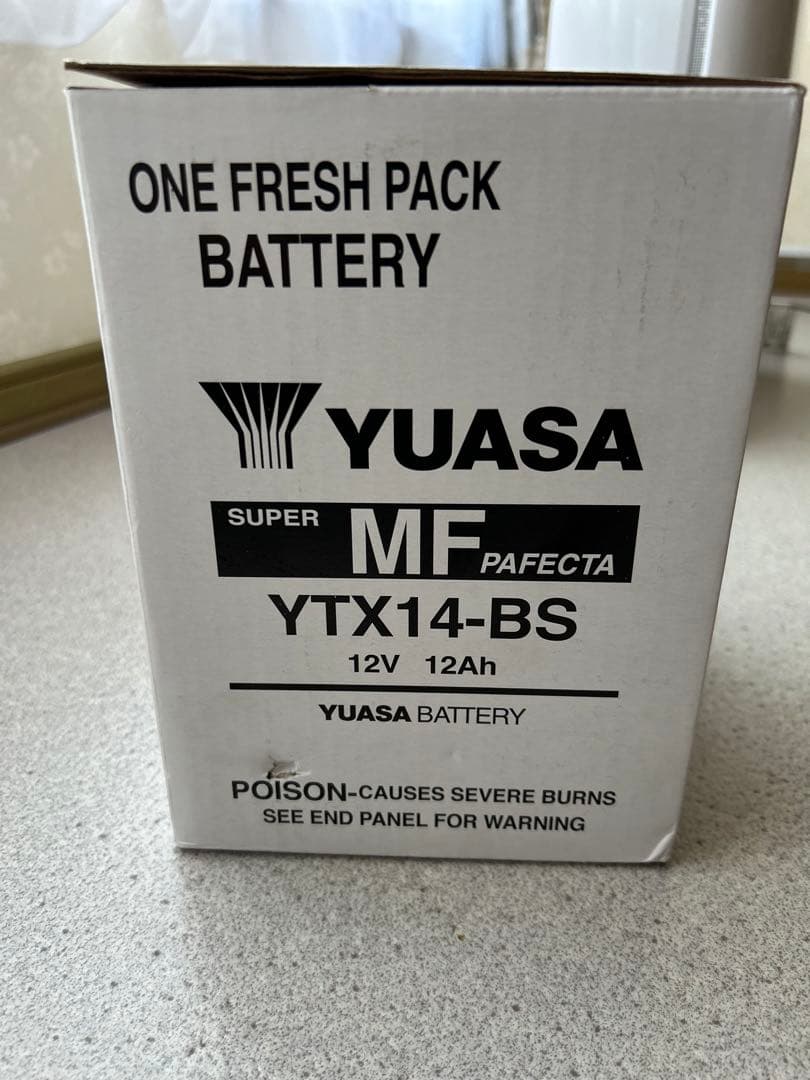 ONE FRESH PACK
BATTERY
YUASA
SUPER MF PAFECTA
YTX14-BS
12V 12Ah
YUASA BATTERY
POISON-CAUSES SEVERE BURNS
SEE END PANEL FOR WARNING